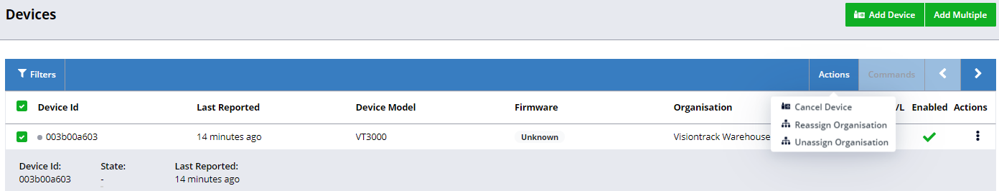 Devices
Add Device Add Multiple
Filters Actions Commands
Device Id Last Reported Device Model Firmware Organisation /L Enabled Actions
Cancel Device
003b00a603 14 minutes ago VT3000 Unknown Visiontrack Warehouse
Reassign Organisation
Unassign Organisation
Device Id: State: Last Reported:
003b00a603 - 14 minutes ago